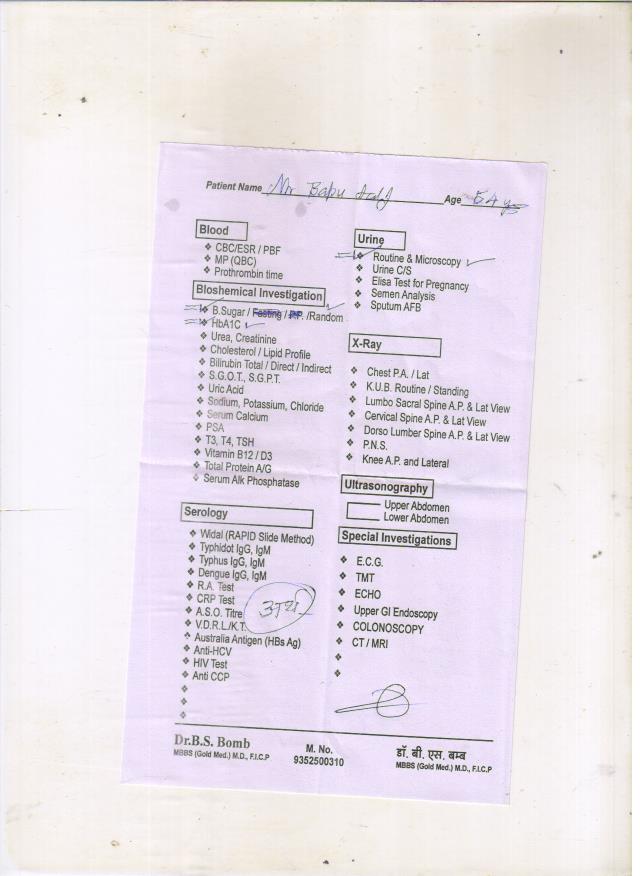 Patient Name Mr Babu
Age 54 yrs
Blood
❖ CBC/ESR / PBF
❖ MP (QBC)
❖ Prothrombin time
Bloshemical Investigation
❖ B.Sugar / Fasting / P.P. /Random ✓
❖ HbA1C ✓
❖ Urea, Creatinine
❖ Cholesterol / Lipid Profile
❖ Bilirubin Total / Direct / Indirect
❖ S.G.O.T., S.G.P.T.
❖ Uric Acid
❖ Sodium, Potassium, Chloride
❖ Serum Calcium
❖ PSA
❖ T3, T4, TSH
❖ Vitamin B12 / D3
❖ Total Protein A/G
❖ Serum Alk Phosphatase
Serology
❖ Widal (RAPID Slide Method)
❖ Typhidot IgG, IgM
❖ Typhus IgG, IgM
❖ Dengue IgG, IgM
❖ R.A. Test
❖ CRP Test
❖ A.S.O. Titre
❖ V.D.R.L./K.T.
❖ Australia Antigen (HBs Ag)
❖ Anti-HCV
❖ HIV Test
❖ Anti CCP
Urine
❖ Routine & Microscopy ✓
❖ Urine C/S
❖ Elisa Test for Pregnancy
❖ Semen Analysis
❖ Sputum AFB
X-Ray
❖ Chest P.A. / Lat
❖ K.U.B. Routine / Standing
❖ Lumbo Sacral Spine A.P. & Lat View
❖ Cervical Spine A.P. & Lat View
❖ Dorso Lumber Spine A.P. & Lat View
❖ P.N.S.
❖ Knee A.P. and Lateral
Ultrasonography
Upper Abdomen
Lower Abdomen
Special Investigations
❖ E.C.G.
❖ TMT
❖ ECHO
❖ Upper GI Endoscopy
❖ COLONOSCOPY
❖ CT / MRI
Dr.B.S. Bomb
MBBS (Gold Med.) M.D., F.I.C.P
M. No.
9352500310
डॉ. बी. एस. बम्ब
MBBS (Gold Med.) M.D., F.I.C.P